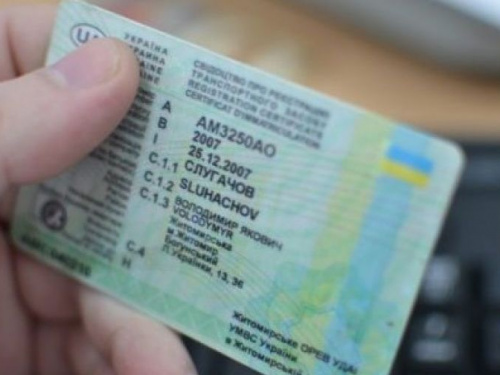 UA
УКРАЇНА
СВІДОЦТВО ПРО РЕЄСТРАЦІЮ
ТРАНСПОРТНОГО ЗАСОБУ
REGISTRATION CERTIFICATE
CERTIFICAT D'IMMATRICULATION
A AM3250AO
B 2007
I 25.12.2007
C.1.1 СЛУГАЧОВ
SLUHACHOV
C.1.2 ВОЛОДИМИР ЯКОВИЧ
VOLODYMYR
C.1.3 Житомирська
м Житомир
Богунський
Л.Українки, 13, 36
C.4
H
Житомирське ОРЕВ УДАІ
УМВС України
в Житомирській